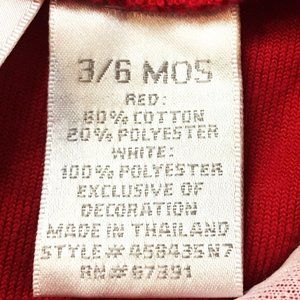 3/6 MOS
RED:
80% COTTON
20% POLYESTER
WHITE:
100% POLYESTER
EXCLUSIVE OF
DECORATION
MADE IN THAILAND
STYLE# 458435N7
RN# 67391